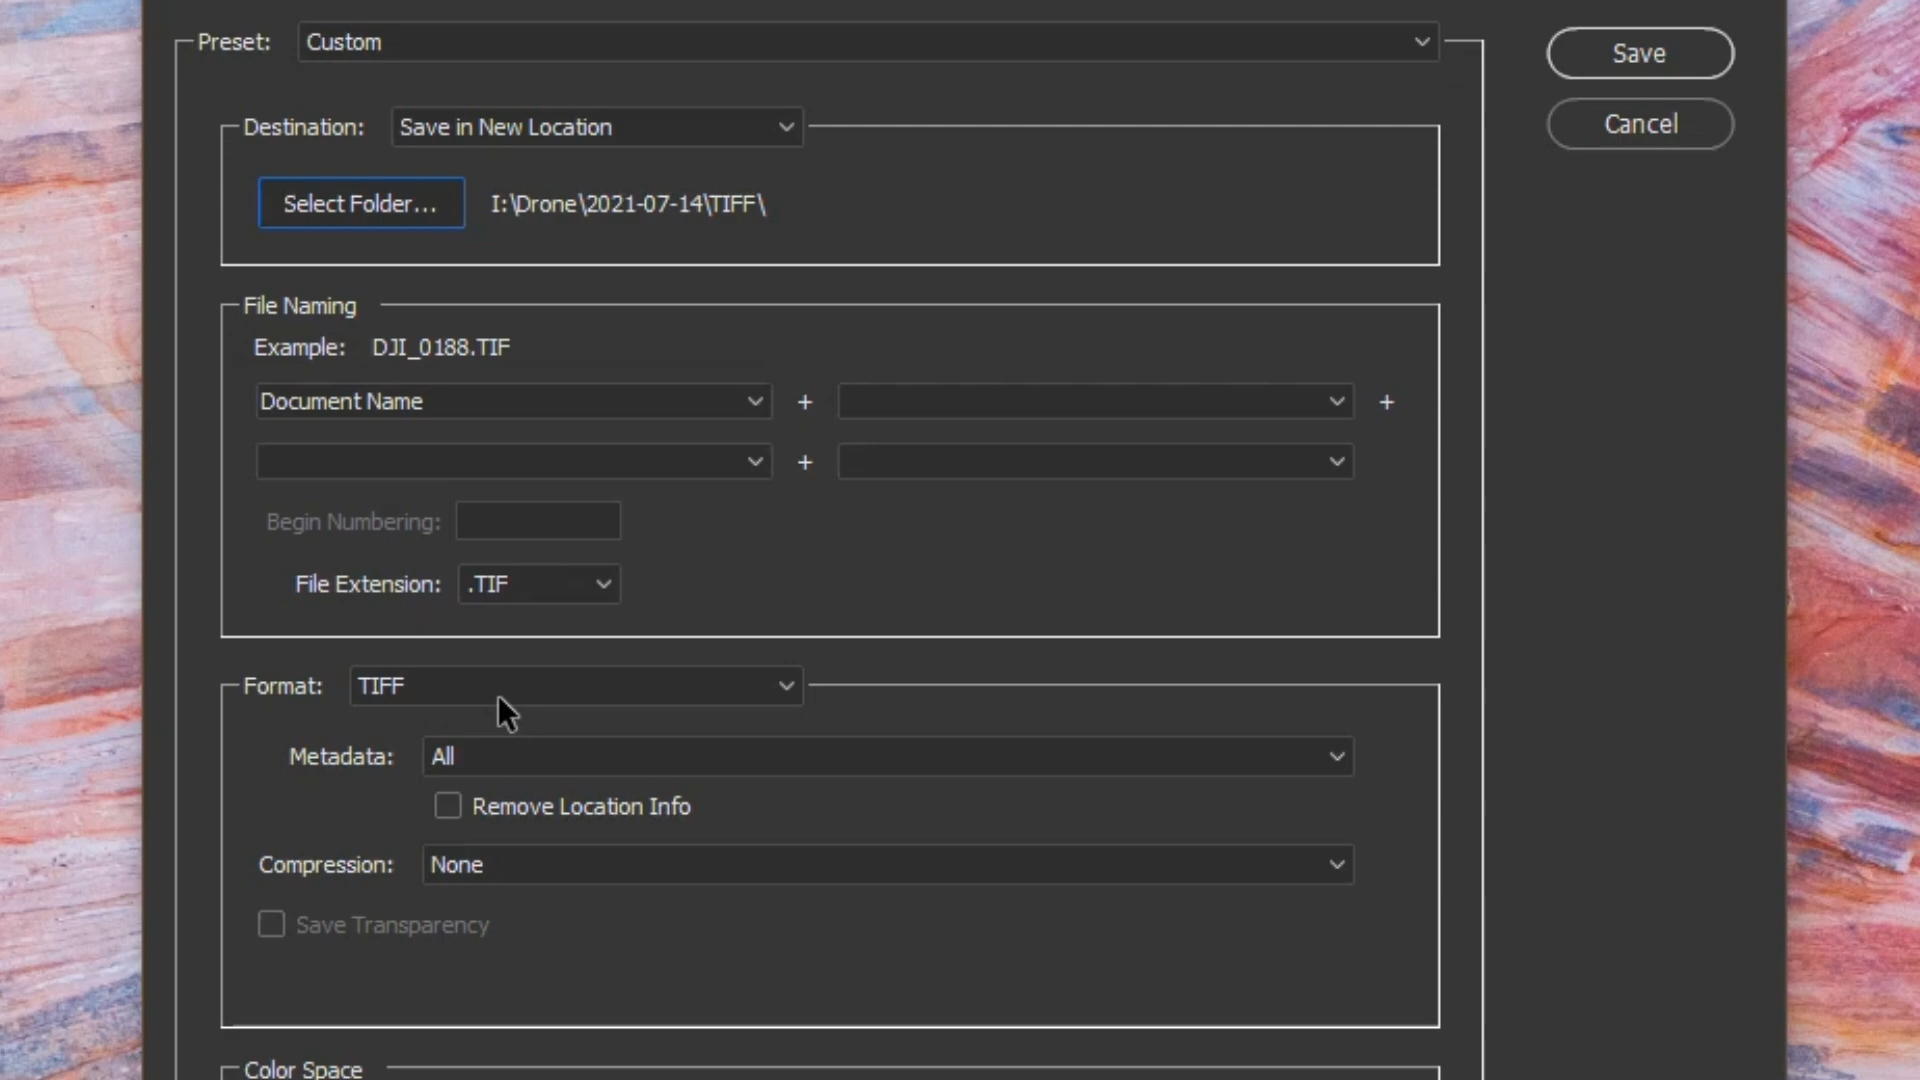 Preset: Custom
Save
Cancel
Destination: Save in New Location
Select Folder... I:\Drone\2021-07-14\TIFF\
File Naming
Example: DJI_0188.TIF
Document Name + +
+
Begin Numbering:
File Extension: .TIF
Format: TIFF
Metadata: All
Remove Location Info
Compression: None
Save Transparency
Color Space